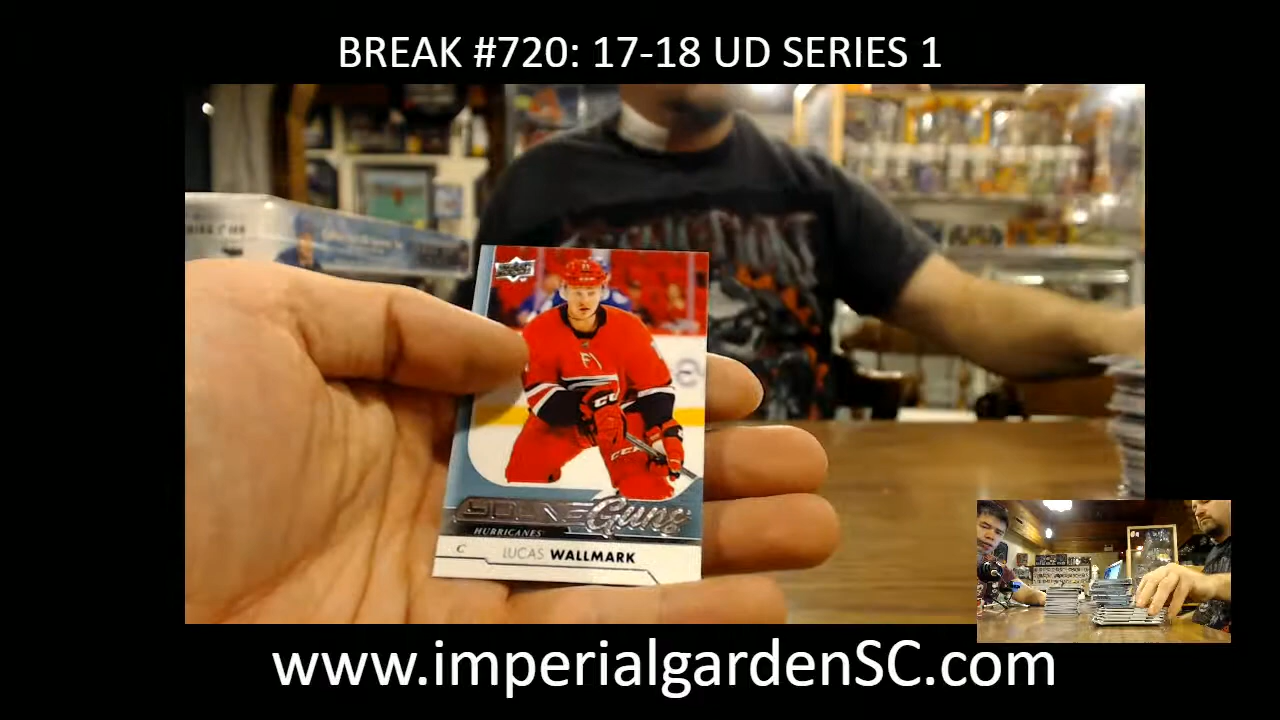 BREAK #720: 17-18 UD SERIES 1
YOUNG Guns
HURRICANES
C LUCAS WALLMARK
www.imperialgardenSC.com